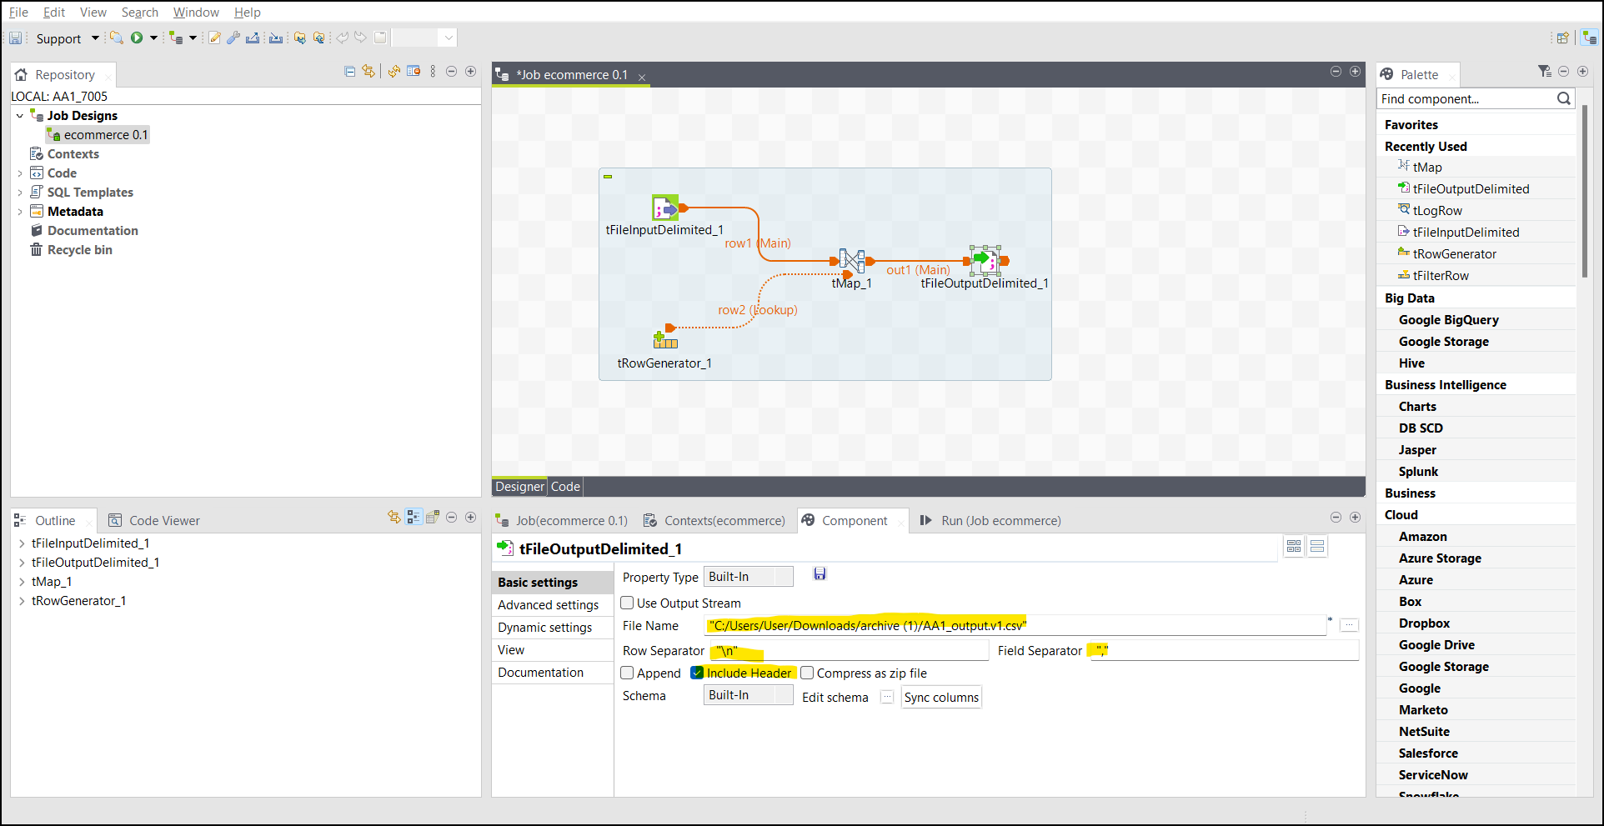 File Edit View Search Window Help
Support
Repository
LOCAL: AA1_7005
Job Designs
ecommerce 0.1
Contexts
Code
SQL Templates
Metadata
Documentation
Recycle bin
*Job ecommerce 0.1
tFileInputDelimited_1
row1 (Main)
tMap_1
out1 (Main)
tFileOutputDelimited_1
row2 (Lookup)
tRowGenerator_1
Designer Code
Palette
Find component...
Favorites
Recently Used
tMap
tFileOutputDelimited
tLogRow
tFileInputDelimited
tRowGenerator
tFilterRow
Big Data
Google BigQuery
Google Storage
Hive
Business Intelligence
Charts
DB SCD
Jasper
Splunk
Business
Cloud
Amazon
Azure Storage
Azure
Box
Dropbox
Google Drive
Google Storage
Google
Marketo
NetSuite
Salesforce
ServiceNow
Snowflake
Outline Code Viewer
tFileInputDelimited_1
tFileOutputDelimited_1
tMap_1
tRowGenerator_1
Job(ecommerce 0.1) Contexts(ecommerce) Component Run (Job ecommerce)
tFileOutputDelimited_1
Basic settings
Advanced settings
Dynamic settings
View
Documentation
Property Type Built-In
Use Output Stream
File Name "C:/Users/User/Downloads/archive (1)/AA1_output.v1.csv" *
Row Separator "\n" Field Separator ","
Append Include Header Compress as zip file
Schema Built-In Edit schema ... Sync columns